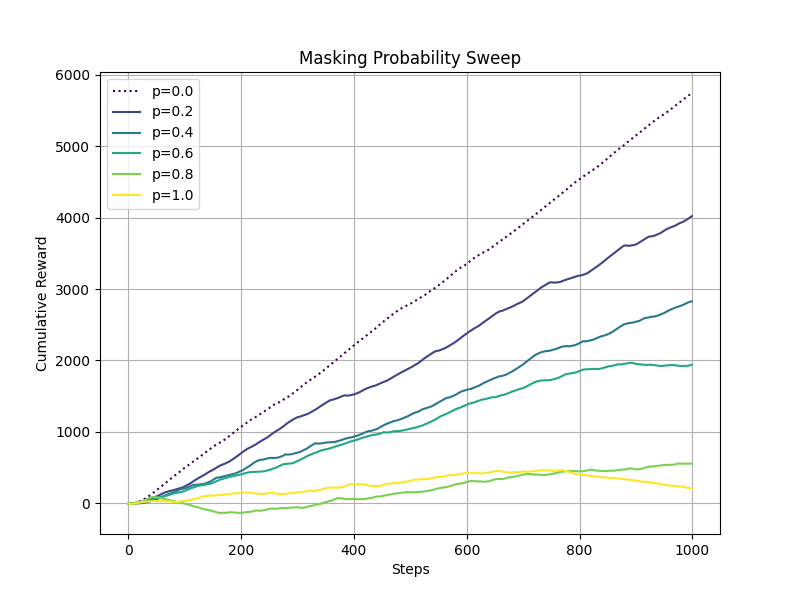 Masking Probability Sweep
Cumulative Reward
6000
5000
4000
3000
2000
1000
0
p=0.0
p=0.2
p=0.4
p=0.6
p=0.8
p=1.0
0 200 400 600 800 1000
Steps